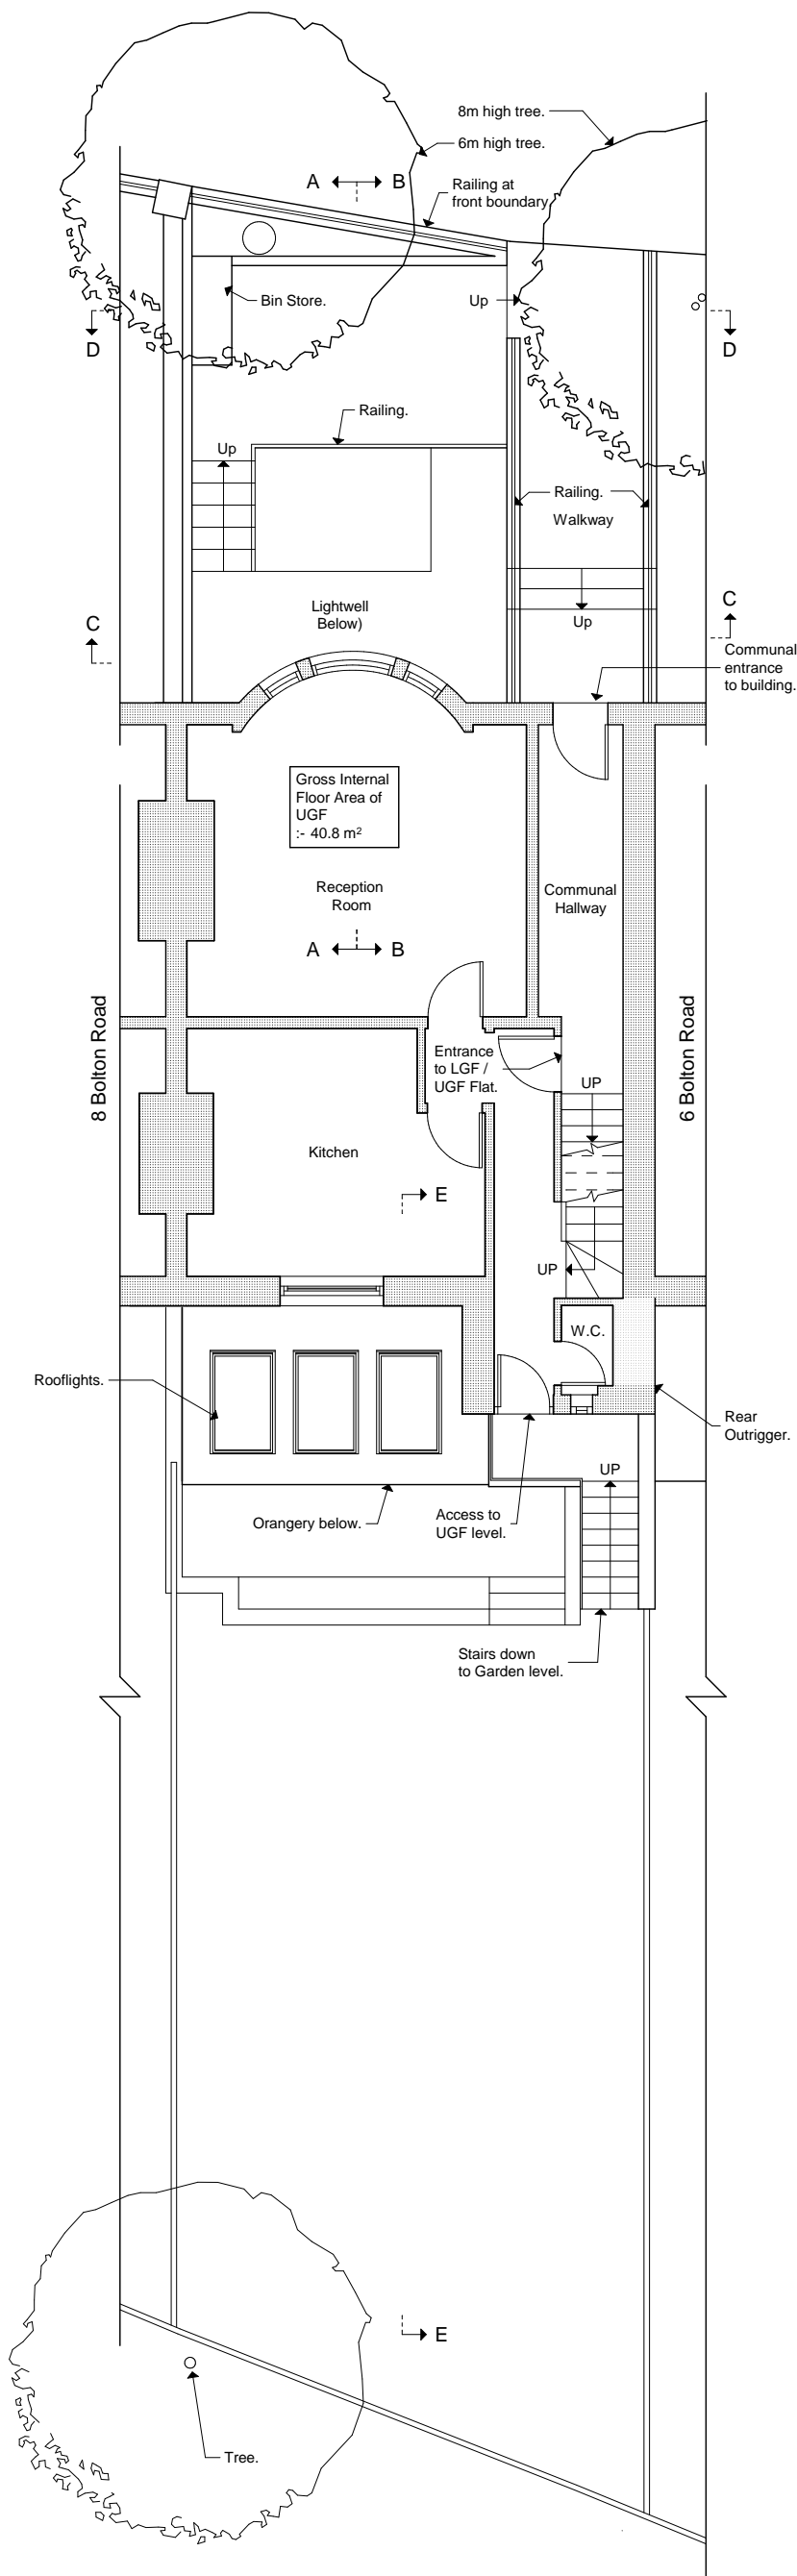 8m high tree.
6m high tree.
A
B
Railing at
front boundary
Bin Store.
Up
D
D
Railing.
Up
Railing.
Walkway
Lightwell
Below)
Up
C
C
Communal
entrance
to building.
Gross Internal
Floor Area of
UGF
:- 40.8 m²
Reception
Room
Communal
Hallway
A
B
8 Bolton Road
6 Bolton Road
Entrance
to LGF /
UGF Flat.
UP
Kitchen
E
UP
W.C.
Rooflights.
Rear
Outrigger.
UP
Orangery below.
Access to
UGF level.
Stairs down
to Garden level.
E
Tree.